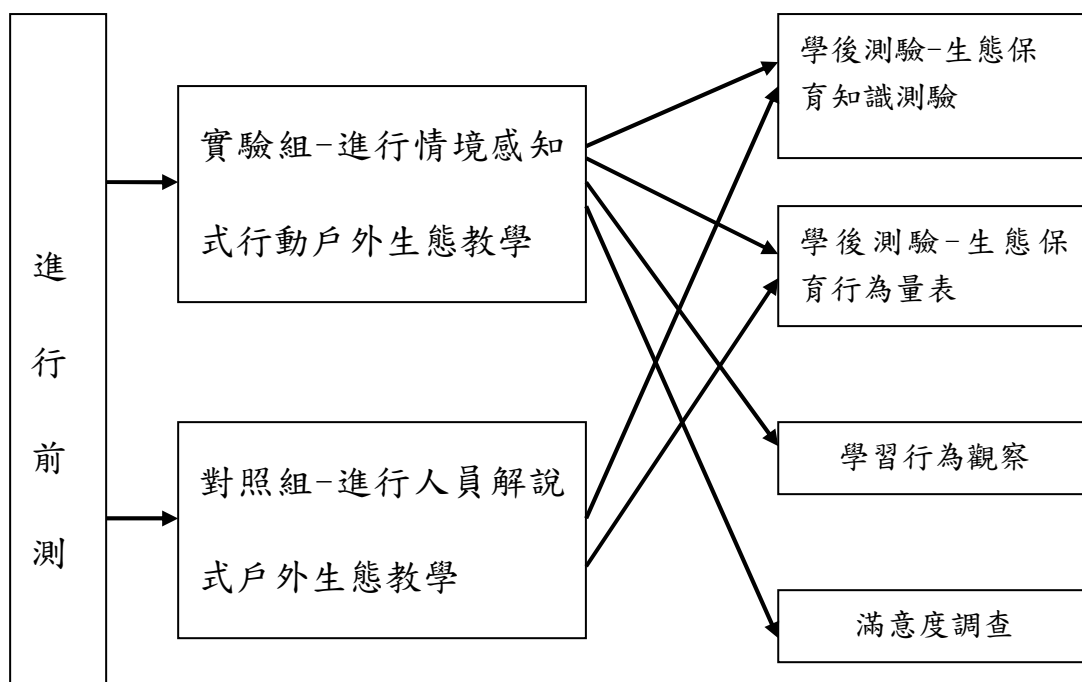 進
行
前
測
實驗組-進行情境感知
式行動戶外生態教學
對照組-進行人員解說
式戶外生態教學
學後測驗-生態保
育知識測驗
學後測驗-生態保
育行為量表
學習行為觀察
滿意度調查